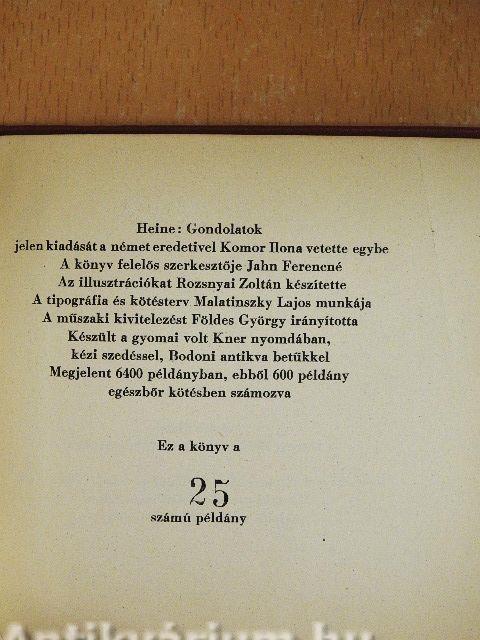 Heine: Gondolatok
jelen kiadását a német eredetivel Komor Ilona vetette egybe
A könyv felelős szerkesztője Jahn Ferencné
Az illusztrációkat Rozsnyai Zoltán készítette
A tipográfia és kötésterv Malatinszky Lajos munkája
A műszaki kivitelezést Földes György irányította
Készült a gyomai volt Kner nyomdában,
kézi szedéssel, Bodoni antikva betűkkel
Megjelent 6400 példányban, ebből 600 példány
egészbőr kötésben számozva
Ez a könyv a
25
számú példány
Antikvárium.hu